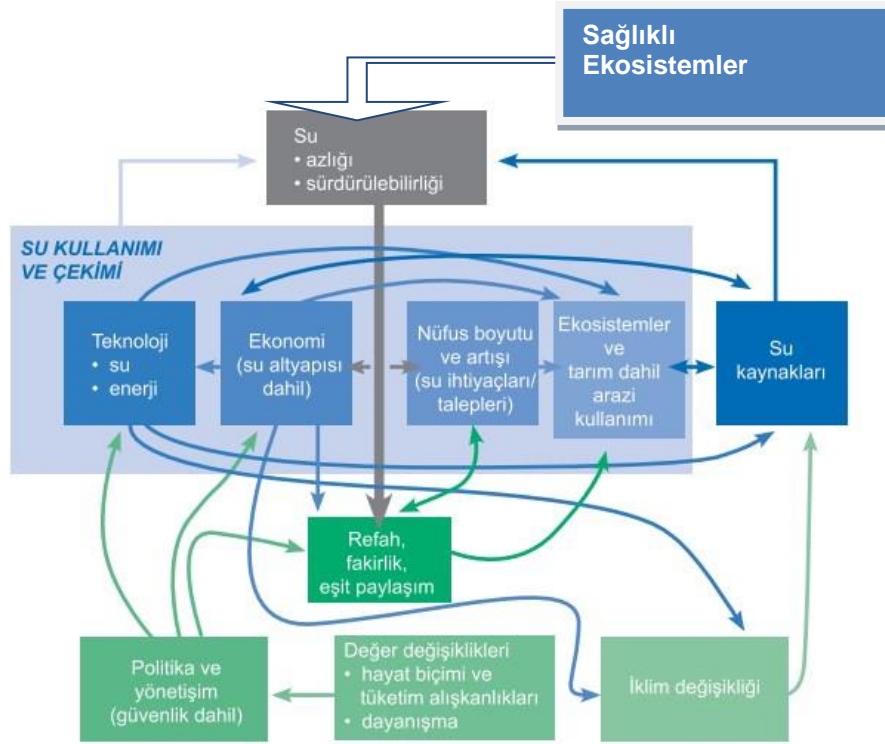 Sağlıklı
Ekosistemler
Su
• azlığı
• sürdürülebilirliği
SU KULLANIMI
VE ÇEKİMİ
Teknoloji
• su
• enerji
Ekonomi
(su altyapısı
dahil)
Nüfus boyutu
ve artışı
(su ihtiyaçları/
talepleri)
Ekosistemler
ve
tarım dahil
arazi
kullanımı
Su
kaynakları
Refah,
fakirlik,
eşit paylaşım
Politika ve
yönetişim
(güvenlik dahil)
Değer değişiklikleri
• hayat biçimi ve
tüketim alışkanlıkları
• dayanışma
İklim değişikliği